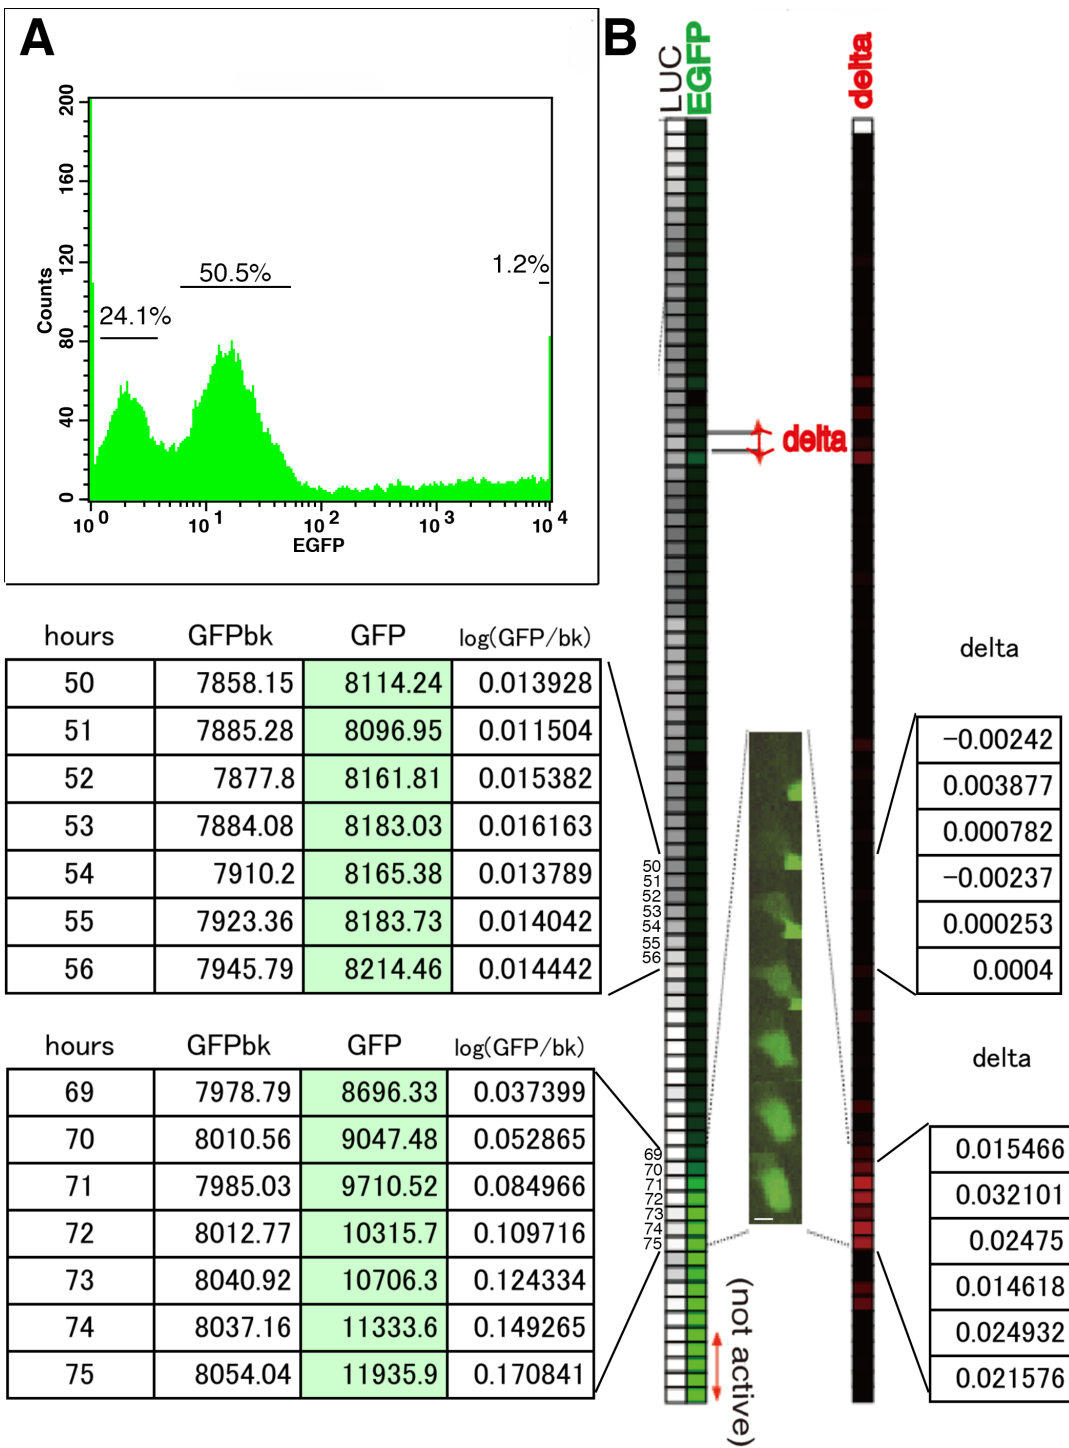 A
200
160
120
80
40
0
Counts
24.1%
50.5%
1.2%
10 0
10 1
10 2
10 3
10 4
EGFP
B
LUC
EGFP
delta
delta
hours GFPbk GFP log(GFP/bk)
50 7858.15 8114.24 0.013928
51 7885.28 8096.95 0.011504
52 7877.8 8161.81 0.015382
53 7884.08 8183.03 0.016163
54 7910.2 8165.38 0.013789
55 7923.36 8183.73 0.014042
56 7945.79 8214.46 0.014442
hours GFPbk GFP log(GFP/bk)
69 7978.79 8696.33 0.037399
70 8010.56 9047.48 0.052865
71 7985.03 9710.52 0.084966
72 8012.77 10315.7 0.109716
73 8040.92 10706.3 0.124334
74 8037.16 11333.6 0.149265
75 8054.04 11935.9 0.170841
50
51
52
53
54
55
56
69
70
71
72
73
74
75
(not active)
delta
−0.00242
0.003877
0.000782
−0.00237
0.000253
0.0004
delta
0.015466
0.032101
0.02475
0.014618
0.024932
0.021576